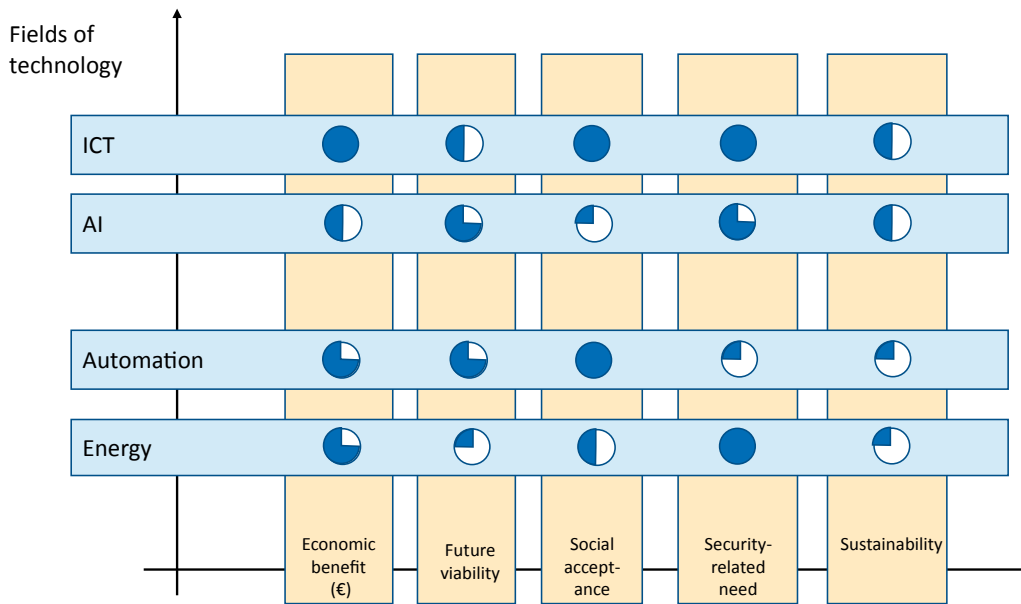 Fields of
technology
ICT
AI
Automation
Energy
Economic
benefit
(€)
Future
viability
Social
accept-
ance
Security-
related
need
Sustainability